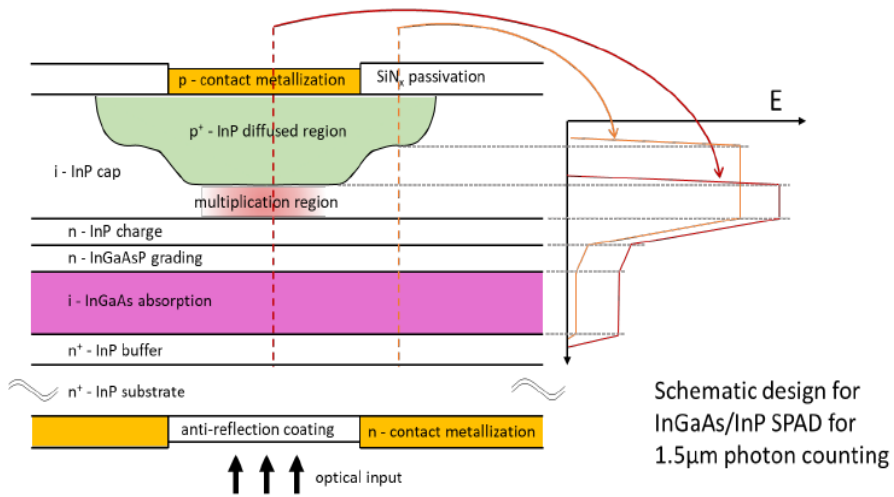 p - contact metallization
SiNx passivation
E
p+ - InP diffused region
i - InP cap
multiplication region
n - InP charge
n - InGaAsP grading
i - InGaAs absorption
n+ - InP buffer
n+ - InP substrate
anti-reflection coating
n - contact metallization
optical input
Schematic design for
InGaAs/InP SPAD for
1.5μm photon counting